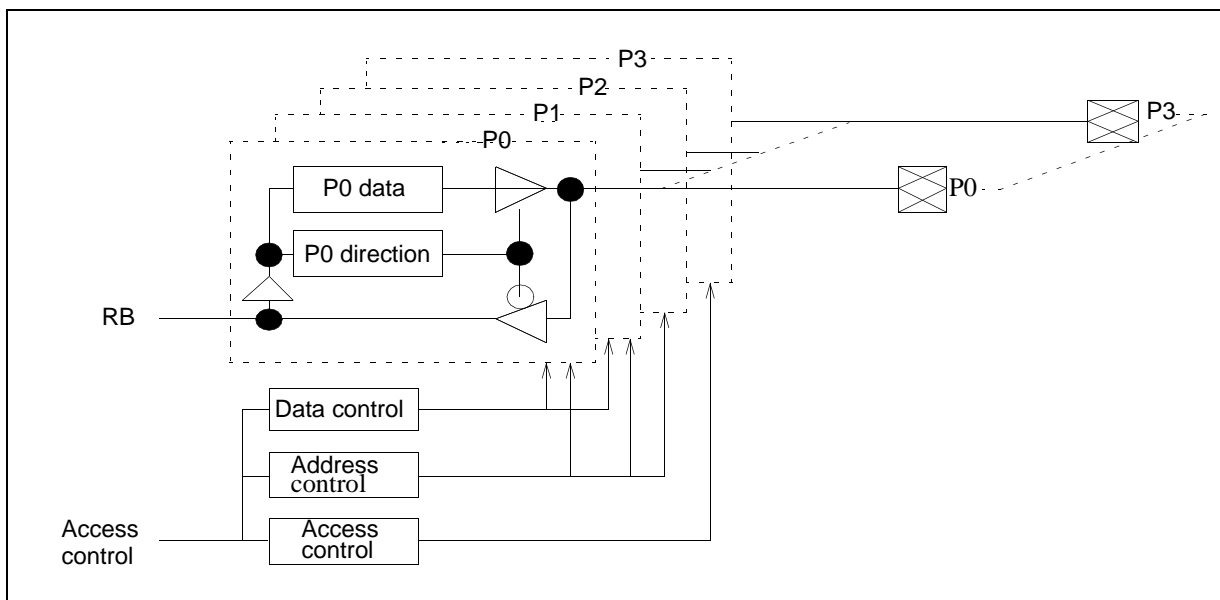 P3
P2
P1
P0
P3
P0 data
P0
P0 direction
RB
Data control
Address
control
Access
control
Access
control